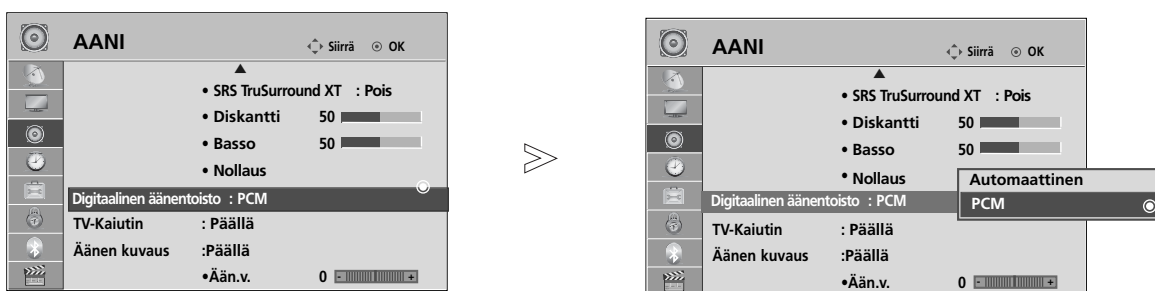 AANI Siirrä OK
• SRS TruSurround XT : Pois
• Diskantti 50
• Basso 50
• Nollaus
Digitaalinen äänentoisto : PCM
TV-Kaiutin : Päällä
Äänen kuvaus :Päällä
•Ään.v. 0 - +
>
AANI Siirrä OK
• SRS TruSurround XT : Pois
• Diskantti 50
• Basso 50
• Nollaus
Digitaalinen äänentoisto : PCM
Automaattinen
PCM
TV-Kaiutin : Päällä
Äänen kuvaus :Päällä
•Ään.v. 0 - +